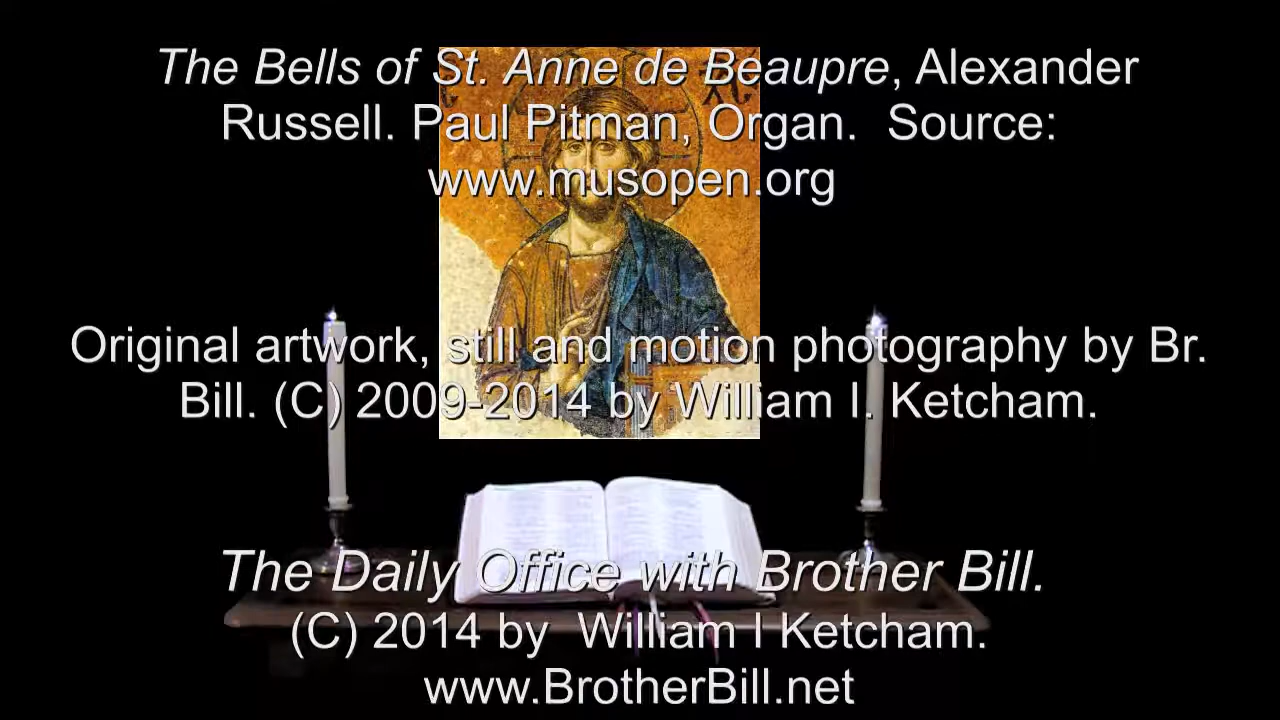 The Bells of St. Anne de Beaupre, Alexander
Russell. Paul Pitman, Organ.  Source:
www.musopen.org
Original artwork, still and motion photography by Br.
Bill. (C) 2009-2014 by William I. Ketcham.
The Daily Office with Brother Bill.
(C) 2014 by  William I Ketcham.
www.BrotherBill.net